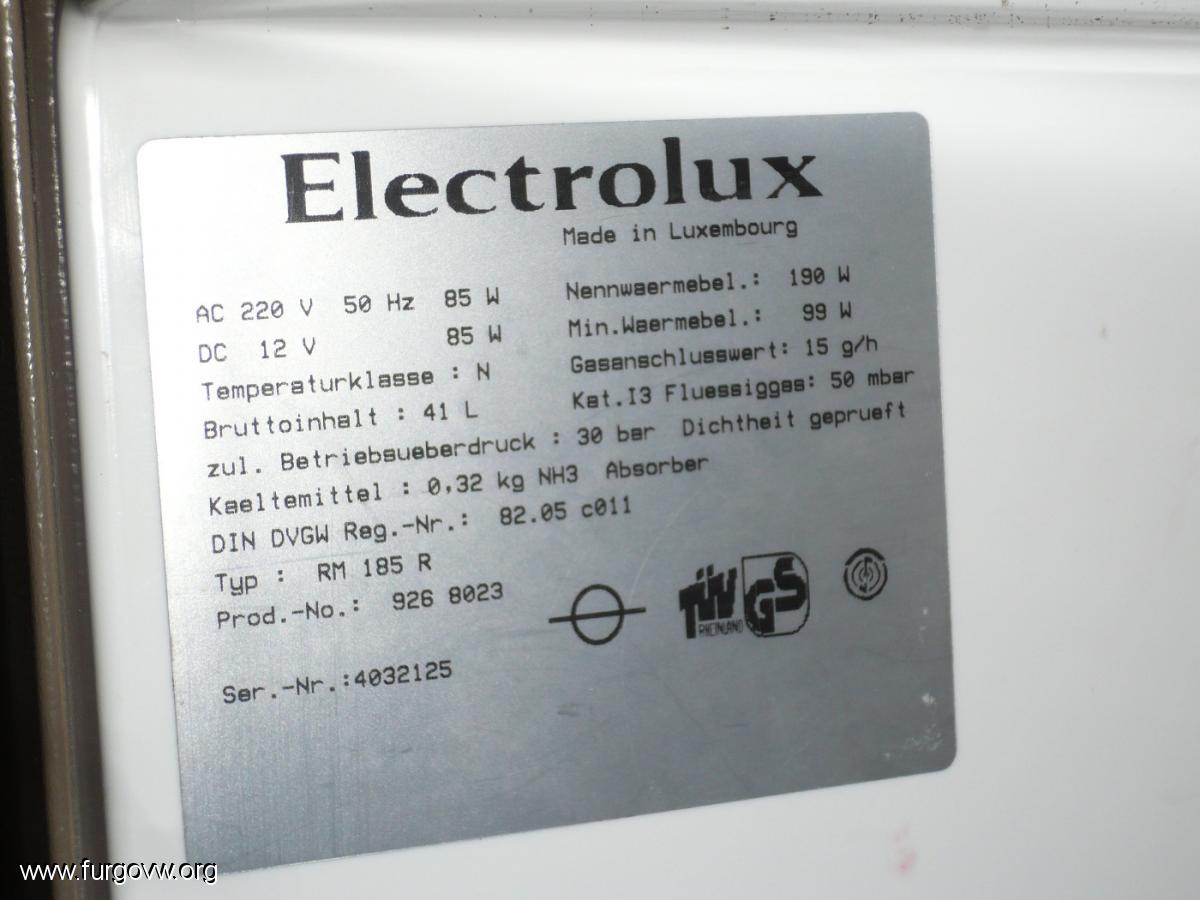 Electrolux
Made in Luxembourg
AC 220 V 50 Hz 85 W
DC 12 V 85 W
Temperaturklasse : N
Bruttoinhalt : 41 L
Nennwaermebel.: 190 W
Min.Waermebel.: 99 W
Gasanschlusswert: 15 g/h
Kat.I3 Fluessiggas: 50 mbar
zul. Betriebsueberdruck : 30 bar Dichtheit geprueft
Kaeltemittel : 0,32 kg NH3 Absorber
DIN DVGW Reg.-Nr.: 82.05 c011
Typ : RM 185 R
Prod.-No.: 926 8023
TÜV GS
RHEINLAND
Ser.-Nr.:4032125
www.furgovw.org